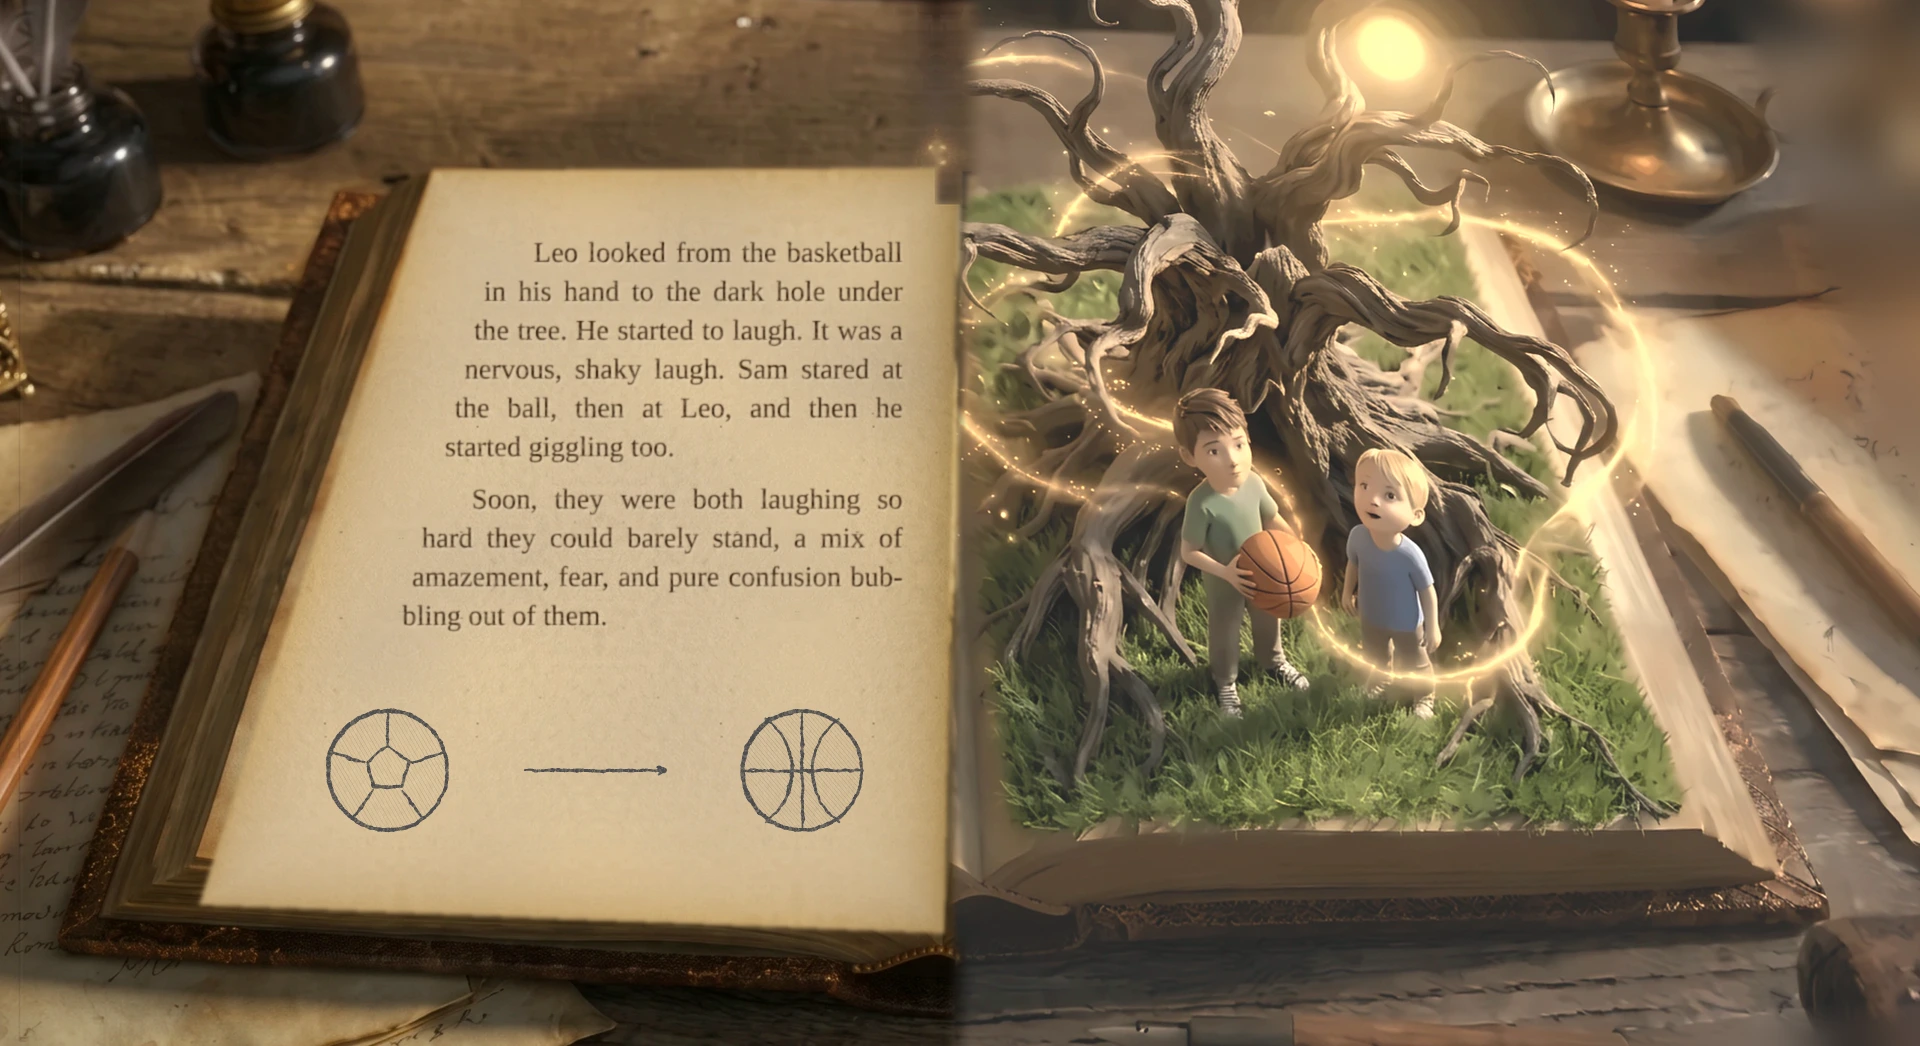 Leo looked from the basketball
in his hand to the dark hole under
the tree. He started to laugh. It was a
nervous, shaky laugh. Sam stared at
the ball, then at Leo, and then he
started giggling too.
Soon, they were both laughing so
hard they could barely stand, a mix of
amazement, fear, and pure confusion bub-
bling out of them.